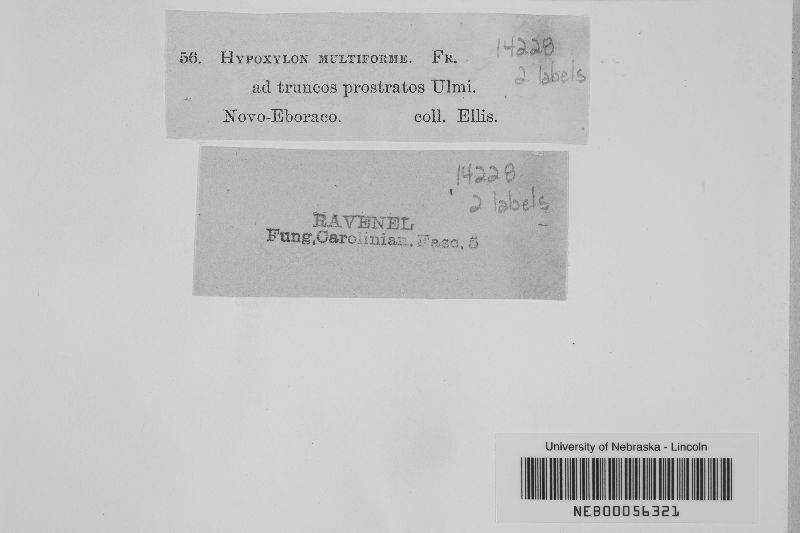 56. HYPOXYLON MULTIFORME. FR.
ad truncos prostratos Ulmi.
Novo-Eboraco. coll. Ellis.
14228
2 labels
14228
2 labels
RAVENEL
Fung, Carolinian. Fasc. 5
University of Nebraska - Lincoln
NEB00056321